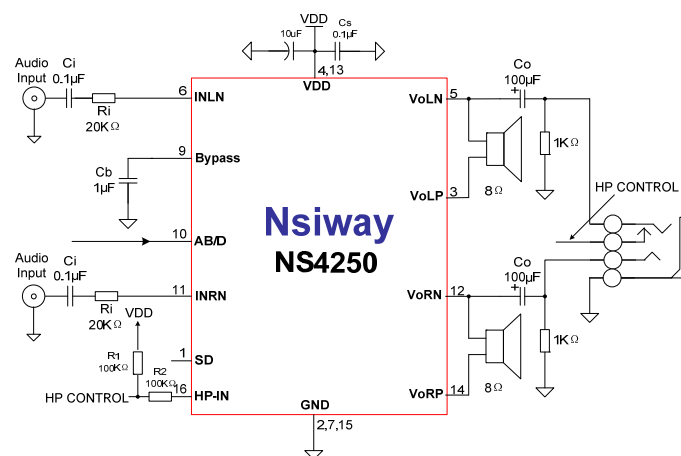 VDD
10uF
Cs
0.1µF
4,13
VDD
Audio
Input
Ci
0.1µF
Ri
20KΩ
6
INLN
9
Bypass
Cb
1µF
10
AB/D
Audio
Input
Ci
0.1µF
Ri
20KΩ
11
INRN
VDD
R1
100KΩ
R2
100KΩ
1
SD
16
HP-IN
HP CONTROL
Nsiway
NS4250
GND
2,7,15
VoLN
5
VoLP
3
8Ω
Co
100µF
+
1KΩ
HP CONTROL
VoRN
12
VoRP
14
8Ω
Co
100µF
+
1KΩ